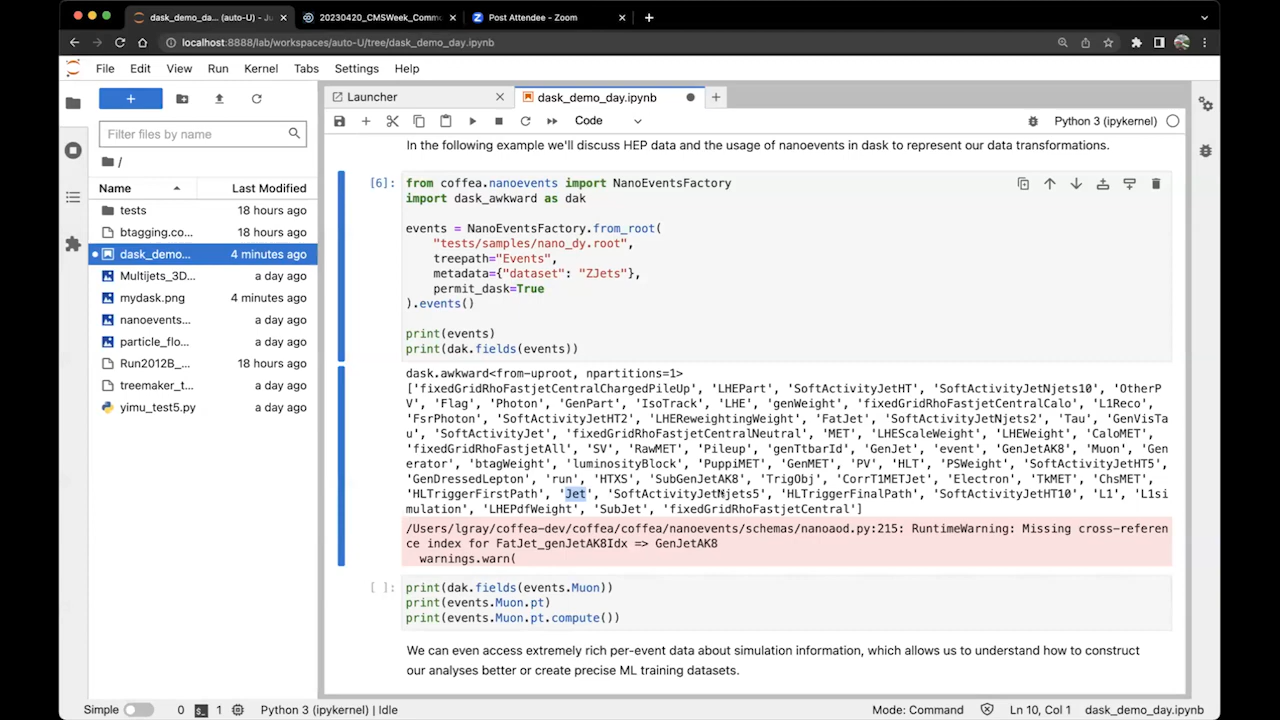 dask_demo_da... (auto-U) - Ju
20230420_CMSWeek_Comm
Post Attendee - Zoom
localhost:8888/lab/workspaces/auto-U/tree/dask_demo_day.ipynb
File Edit View Run Kernel Tabs Settings Help
Launcher
dask_demo_day.ipynb
Code
Python 3 (ipykernel)
Filter files by name
/
Name Last Modified
tests 18 hours ago
btagging.co... 18 hours ago
dask_demo... 4 minutes ago
Multijets_3D... a day ago
mydask.png 4 minutes ago
nanoevents... a day ago
particle_flo... a day ago
Run2012B_... 18 hours ago
treemaker_t... a day ago
yimu_test5.py a day ago
In the following example we'll discuss HEP data and the usage of nanoevents in dask to represent our data transformations.
[6]:
from coffea.nanoevents import NanoEventsFactory
import dask_awkward as dak
events = NanoEventsFactory.from_root(
"tests/samples/nano_dy.root",
treepath="Events",
metadata={"dataset": "ZJets"},
permit_dask=True
).events()
print(events)
print(dak.fields(events))
dask.awkward<from-uproot, npartitions=1>
['fixedGridRhoFastjetCentralChargedPileUp', 'LHEPart', 'SoftActivityJetHT', 'SoftActivityJetNjets10', 'OtherP
V', 'Flag', 'Photon', 'GenPart', 'IsoTrack', 'LHE', 'genWeight', 'fixedGridRhoFastjetCentralCalo', 'L1Reco',
'FsrPhoton', 'SoftActivityJetHT2', 'LHEReweightingWeight', 'FatJet', 'SoftActivityJetNjets2', 'Tau', 'GenVisTa
u', 'SoftActivityJet', 'fixedGridRhoFastjetCentralNeutral', 'MET', 'LHEScaleWeight', 'LHEWeight', 'CaloMET',
'fixedGridRhoFastjetAll', 'SV', 'RawMET', 'Pileup', 'genTtbarId', 'GenJet', 'event', 'GenJetAK8', 'Muon', 'Gen
erator', 'btagWeight', 'luminosityBlock', 'PuppiMET', 'GenMET', 'PV', 'HLT', 'PSWeight', 'SoftActivityJetHT5',
'GenDressedLepton', 'run', 'HTXS', 'SubGenJetAK8', 'TrigObj', 'CorrT1METJet', 'Electron', 'TkMET', 'ChsMET',
'HLTriggerFirstPath', 'Jet', 'SoftActivityJetNjets5', 'HLTriggerFinalPath', 'SoftActivityJetHT10', 'L1', 'L1si
mulation', 'LHEPdfWeight', 'SubJet', 'fixedGridRhoFastjetCentral']
/Users/lgray/coffea-dev/coffea/coffea/nanoevents/schemas/nanoaod.py:215: RuntimeWarning: Missing cross-referen
ce index for FatJet_genJetAK8Idx => GenJetAK8
warnings.warn(
[ ]:
print(dak.fields(events.Muon))
print(events.Muon.pt)
print(events.Muon.pt.compute())
We can even access extremely rich per-event data about simulation information, which allows us to understand how to construct
our analyses better or create precise ML training datasets.
Simple 0 1 Python 3 (ipykernel) | Idle Mode: Command Ln 10, Col 1 dask_demo_day.ipynb